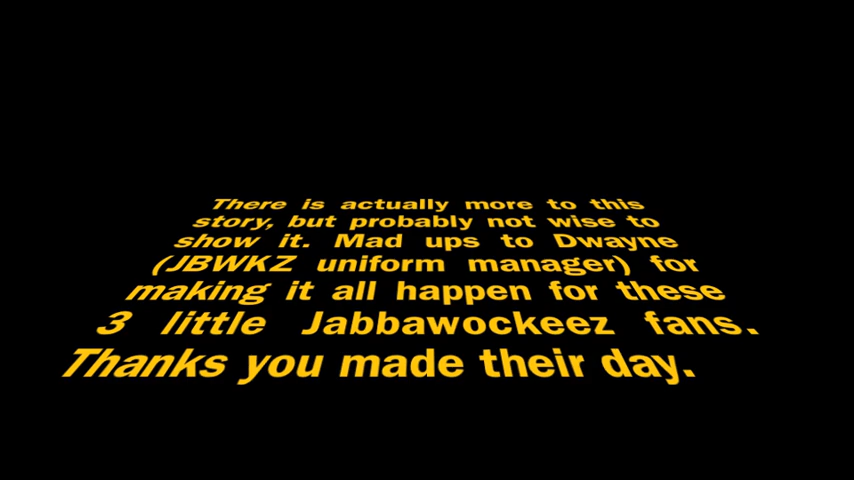 There is actually more to this
story, but probably not wise to
show it. Mad ups to Dwayne
(JBWKZ uniform manager) for
making it all happen for these
3 little Jabbawockeez fans.
Thanks you made their day.